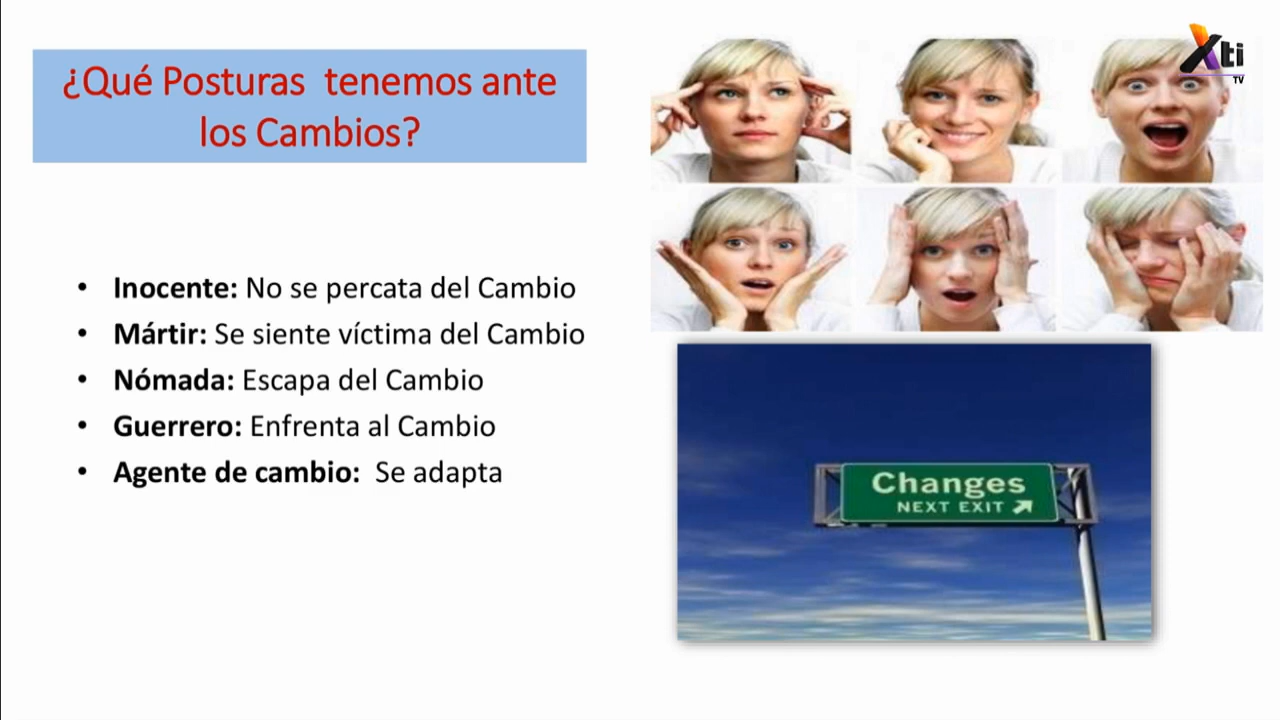 ¿Qué Posturas tenemos ante
los Cambios?
• Inocente: No se percata del Cambio
• Mártir: Se siente víctima del Cambio
• Nómada: Escapa del Cambio
• Guerrero: Enfrenta al Cambio
• Agente de cambio: Se adapta
Xti
TV
Changes
NEXT EXIT